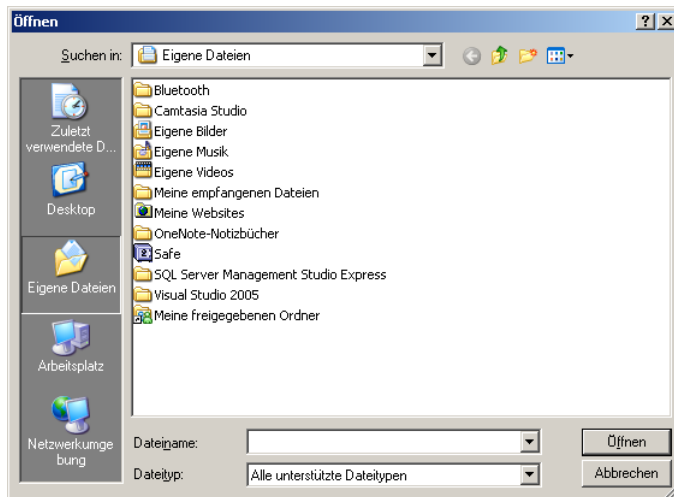 Öffnen
Suchen in:
Eigene Dateien
Zuletzt
verwendete D...
Desktop
Eigene Dateien
Arbeitsplatz
Netzwerkumge
bung
Bluetooth
Camtasia Studio
Eigene Bilder
Eigene Musik
Eigene Videos
Meine empfangenen Dateien
Meine Websites
OneNote-Notizbücher
Safe
SQL Server Management Studio Express
Visual Studio 2005
Meine freigegebenen Ordner
Dateiname:
Öffnen
Dateityp:
Alle unterstützte Dateitypen
Abbrechen